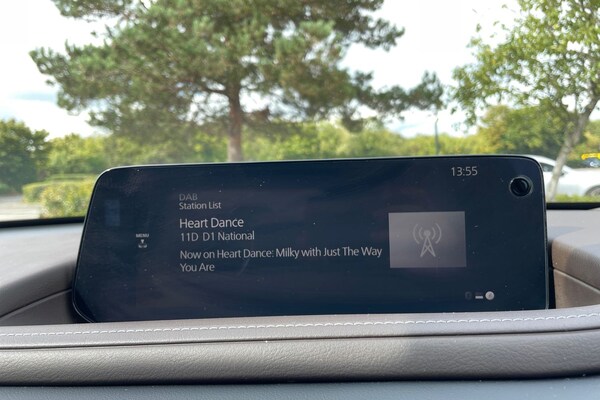 13:55
DAB
Station List
MENU
Heart Dance
11D D1 National
Now on Heart Dance: Milky with Just The Way
You Are